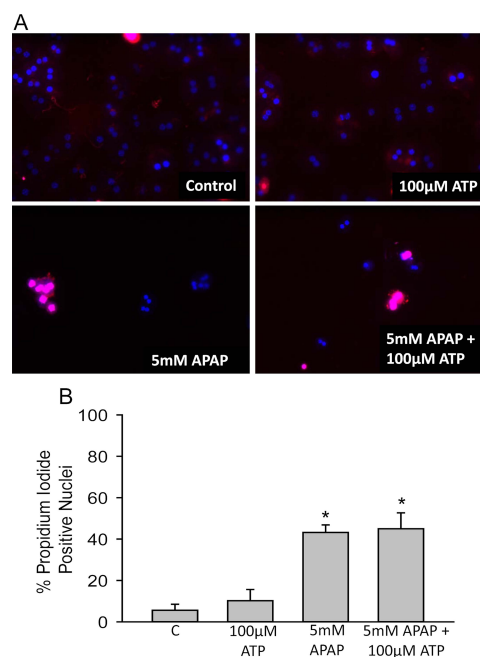 A
Control
100µM ATP
5mM APAP
5mM APAP +
100µM ATP
B
% Propidium Iodide
Positive Nuclei
100
80
60
40
20
0
*
*
C
100µM
ATP
5mM
APAP
5mM APAP +
100µM ATP